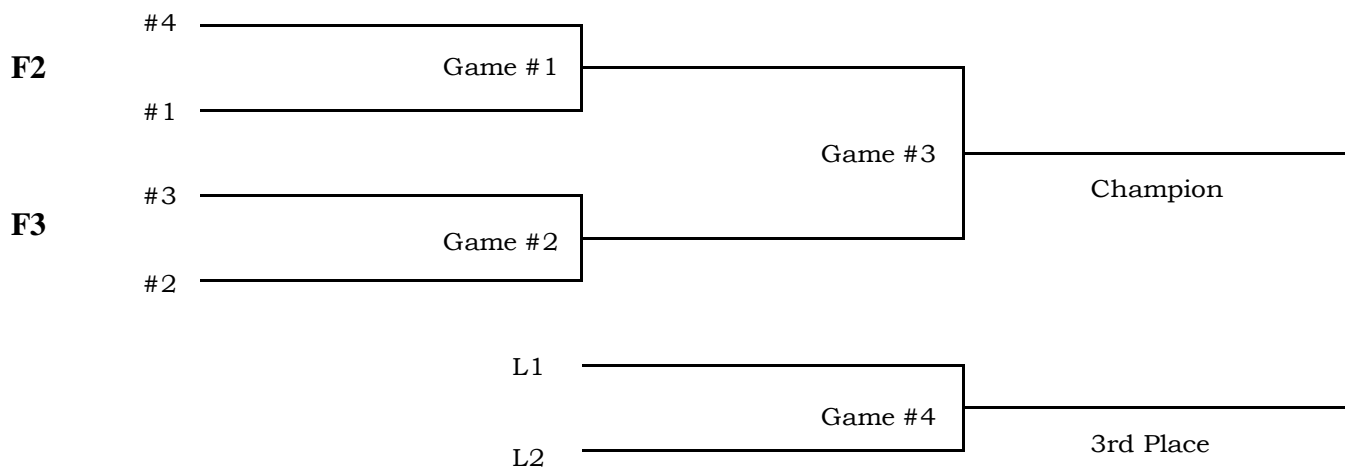 #4
F2
Game #1
#1
Game #3
Champion
#3
F3
Game #2
#2
L1
Game #4
3rd Place
L2